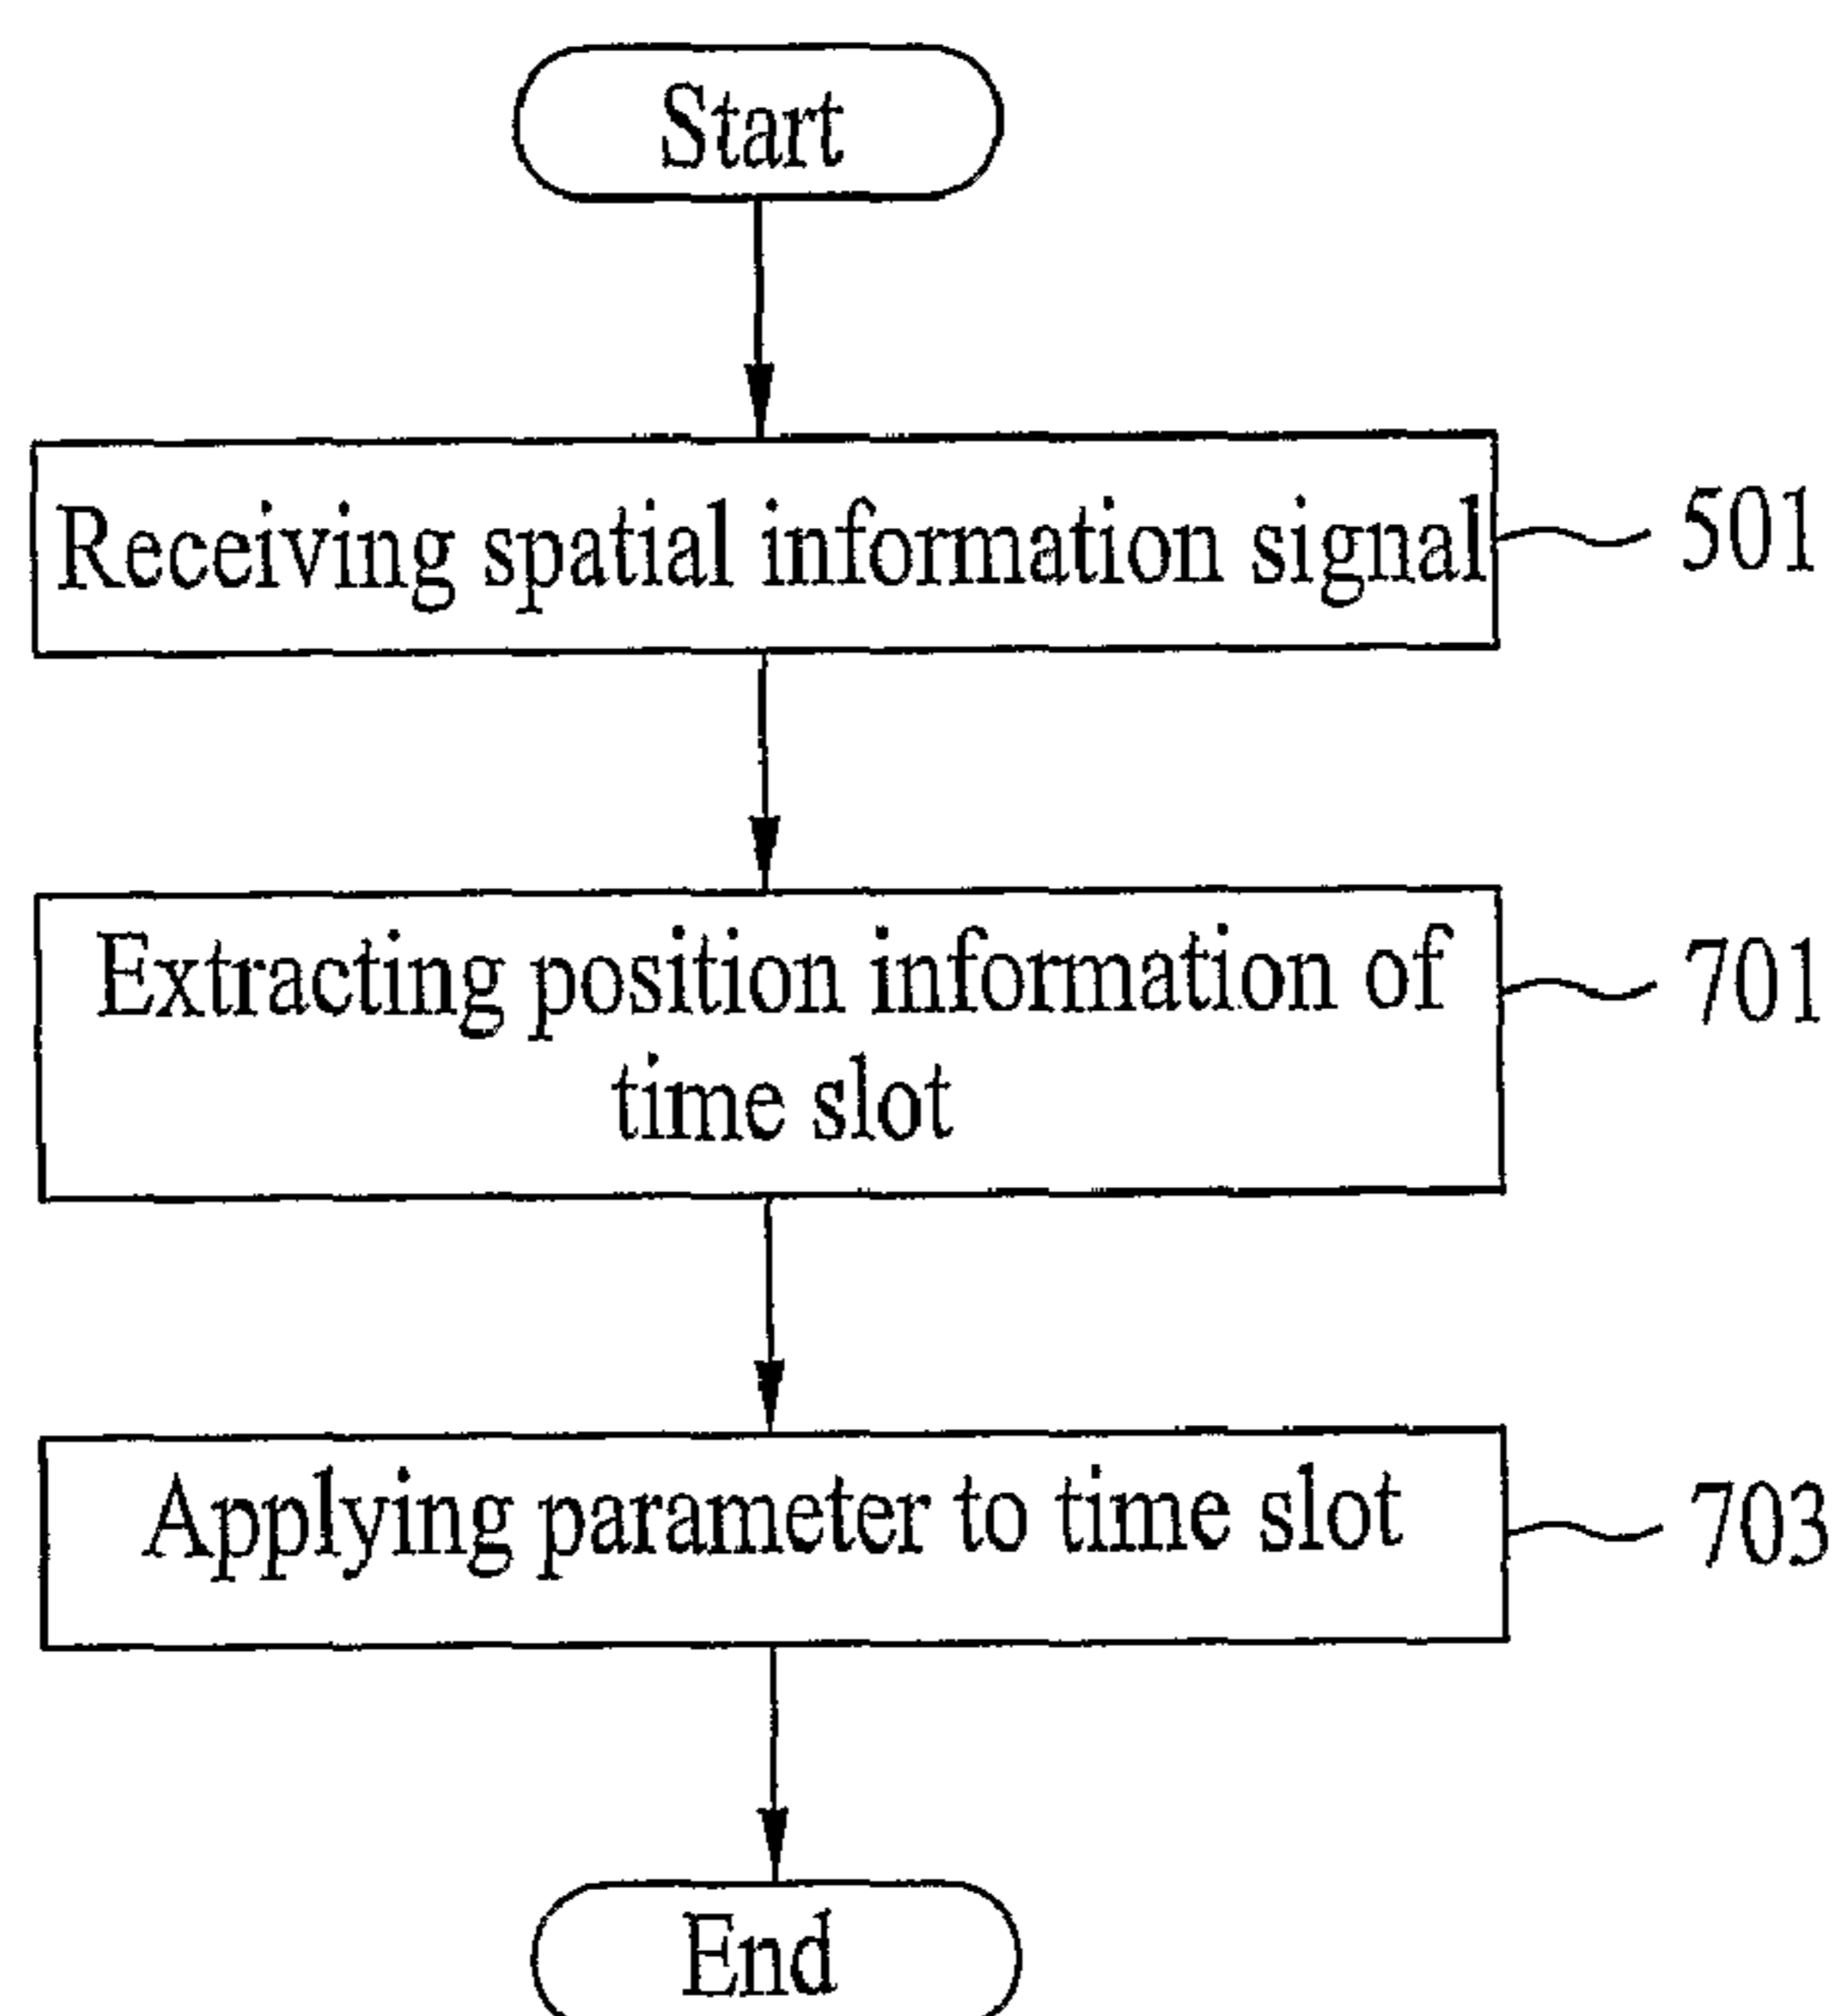 Start
Receiving spatial information signal
501
Extracting position information of
time slot
701
Applying parameter to time slot
703
End